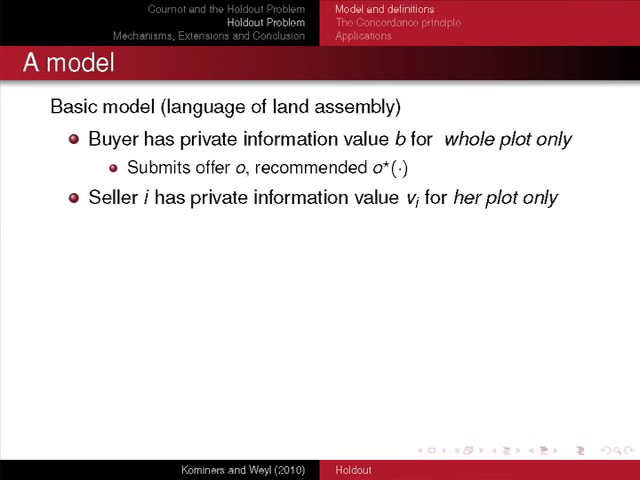 Cournot and the Holdout Problem
Holdout Problem
Mechanisms, Extensions and Conclusion
Model and definitions
The Concordance principle
Applications
A model
Basic model (language of land assembly)
Buyer has private information value b for whole plot only
Submits offer o, recommended o*(·)
Seller i has private information value vᵢ for her plot only
Kominers and Weyl (2010)
Holdout